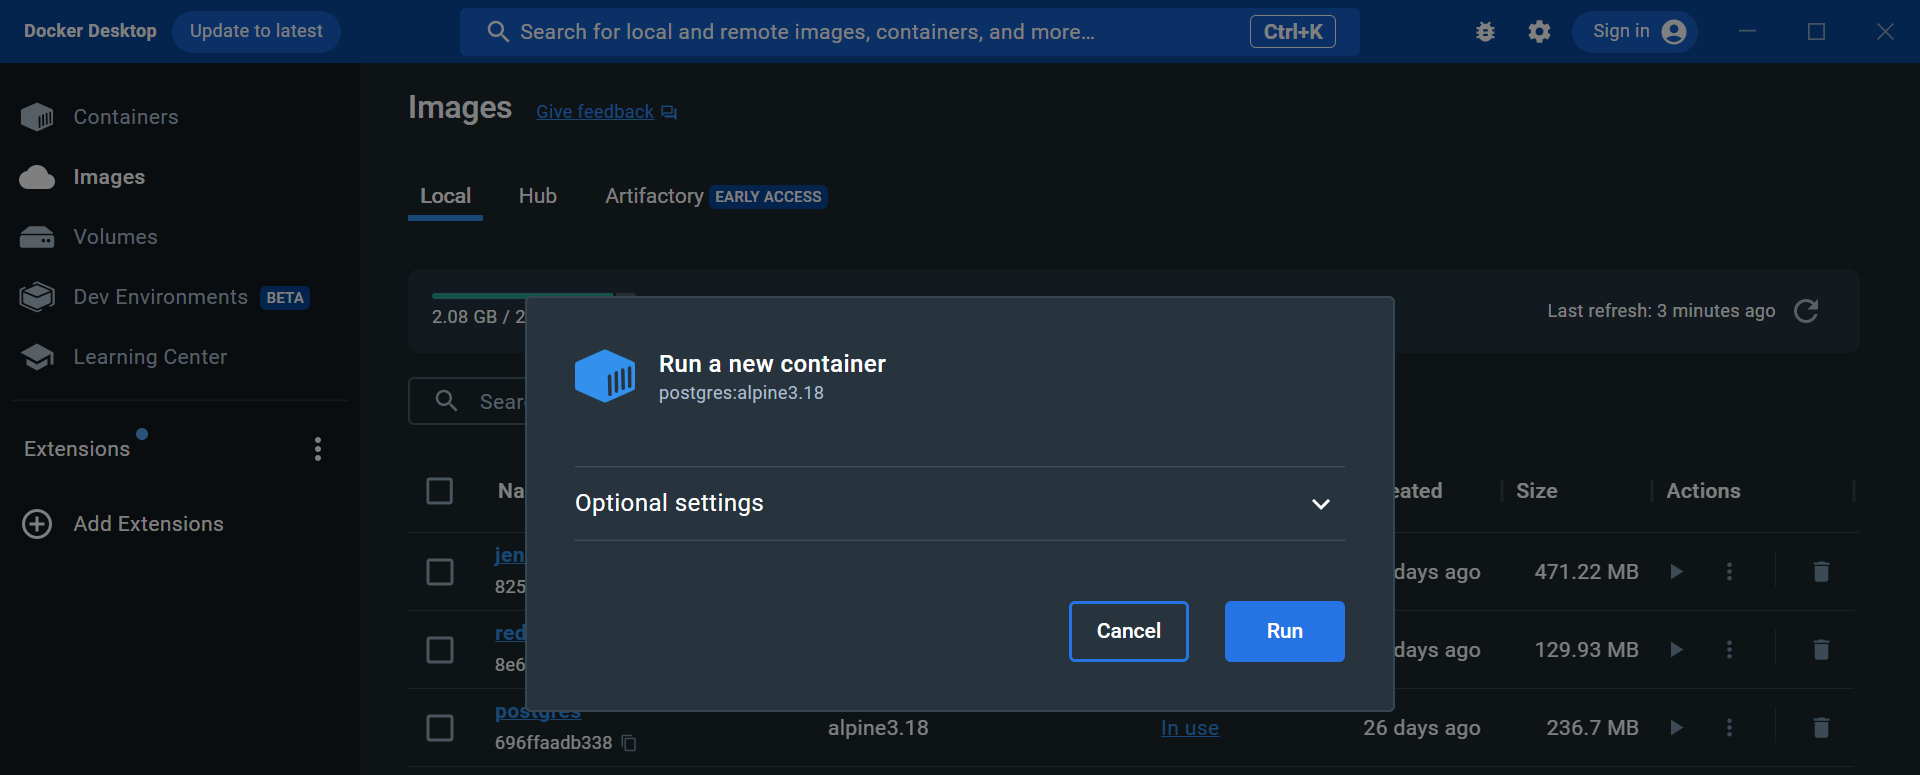 Docker Desktop
Update to latest
Search for local and remote images, containers, and more...
Ctrl+K
Sign in
Containers
Images
Volumes
Dev Environments BETA
Learning Center
Extensions
Add Extensions
Images
Give feedback
Local
Hub
Artifactory EARLY ACCESS
2.08 GB / 2
Last refresh: 3 minutes ago
Sear
Run a new container
postgres:alpine3.18
Optional settings
Cancel
Run
Na
eated
Size
Actions
jen
825
days ago
471.22 MB
red
8e6
days ago
129.93 MB
postgres
696ffaadb338
alpine3.18
In use
26 days ago
236.7 MB